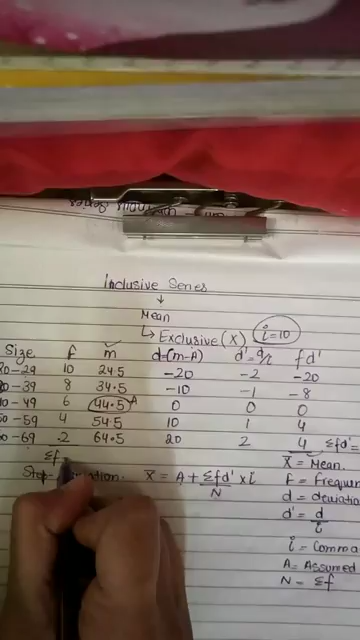 Inclusive Series
↓
Mean
↳ Exclusive (X) i=10
Size f m d=(m-A) d'=d/i fd'
20-29 10 24.5 -20 -2 -20
30-39 8 34.5 -10 -1 -8
40-49 6 44.5 A 0 0 0
50-59 4 54.5 10 1 4
60-69 2 64.5 20 2 4 Σfd'=
Σf=
X̄ = A + Σfd'/N × i
X̄ = Mean.
F = Frequen
d = deviation
d' = d/i
i = Comm
A = Assumed
N = Σf